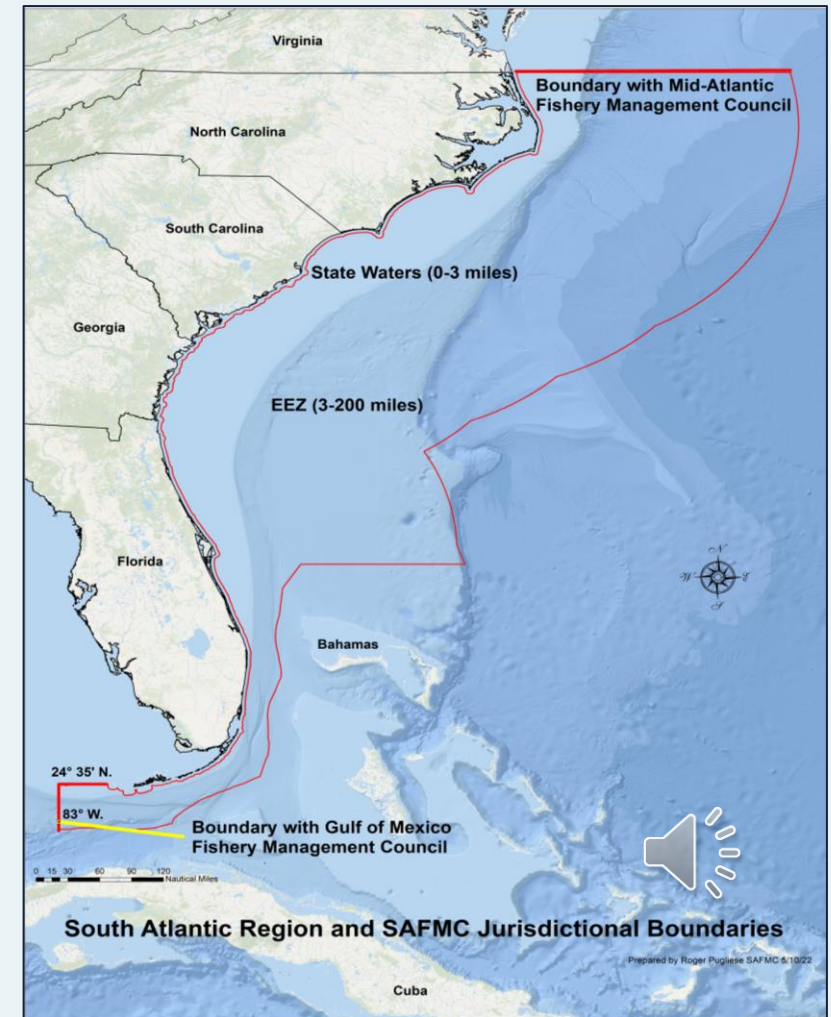 Virginia
Boundary with Mid-Atlantic
Fishery Management Council
North Carolina
South Carolina
State Waters (0-3 miles)
Georgia
EEZ (3-200 miles)
N
W
E
S
Florida
Bahamas
24° 35' N.
83° W.
Boundary with Gulf of Mexico
Fishery Management Council
0 15 30 60 90 120
Nautical Miles
South Atlantic Region and SAFMC Jurisdictional Boundaries
Prepared by Roger Pugliese SAFMC 5/10/22
Cuba